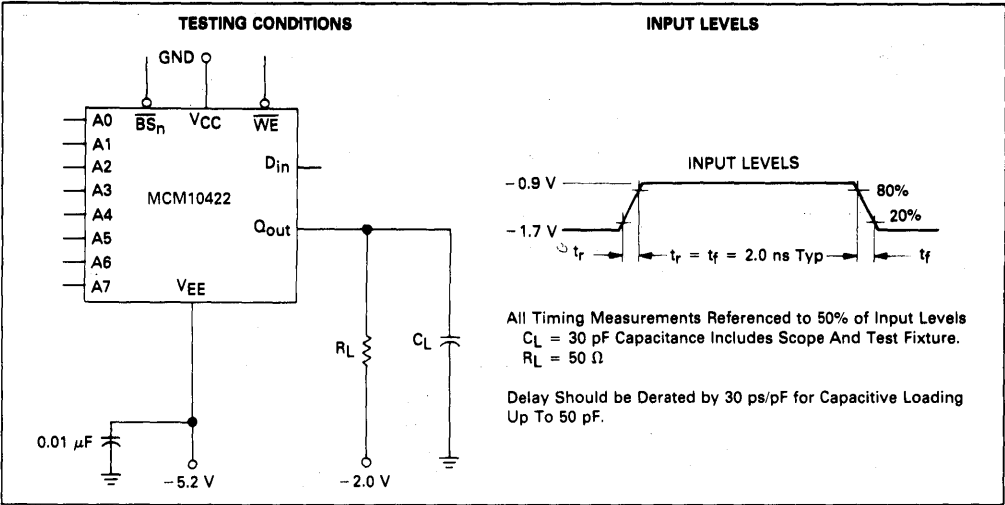 TESTING CONDITIONS
INPUT LEVELS
GND
BSn
VCC
WE
A0
A1
A2
A3
A4
A5
A6
A7
Din
MCM10422
Qout
VEE
RL
CL
0.01 µF
−5.2 V
−2.0 V
INPUT LEVELS
−0.9 V
80%
20%
−1.7 V
tr
tr = tf = 2.0 ns Typ
tf
All Timing Measurements Referenced to 50% of Input Levels
CL = 30 pF Capacitance Includes Scope And Test Fixture.
RL = 50 Ω
Delay Should be Derated by 30 ps/pF for Capacitive Loading
Up To 50 pF.